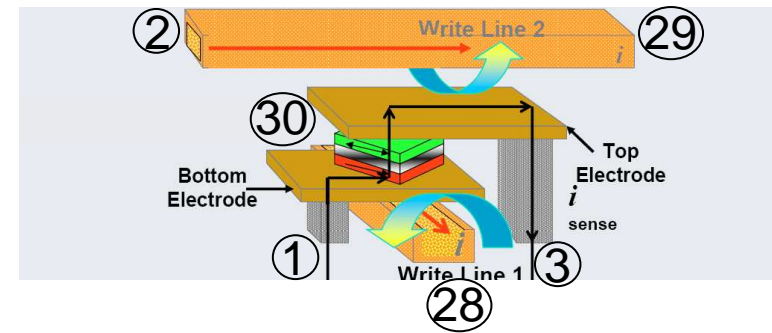 2
Write Line 2
i
29
30
Bottom
Electrode
Top
Electrode
i
sense
i
1
Write Line 1
3
28